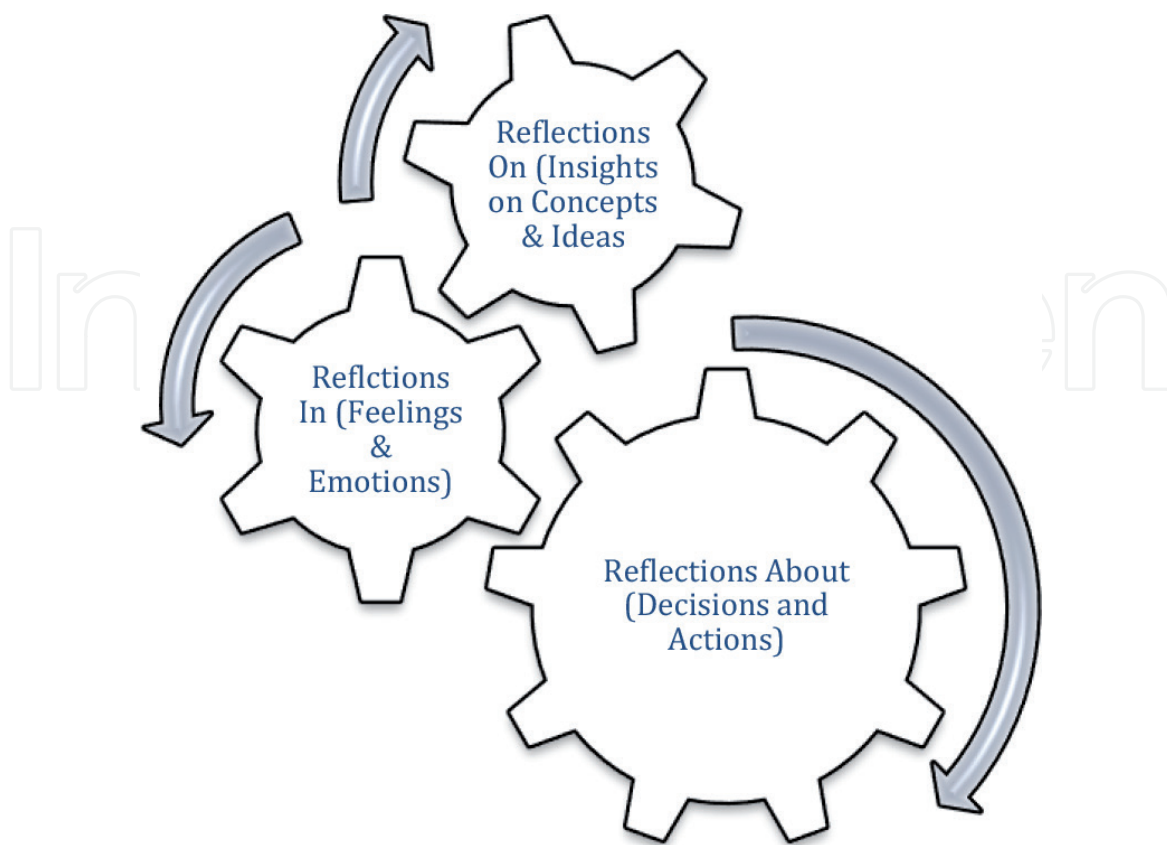 Reflections
On (Insights
on Concepts
& Ideas
Reflctions
In (Feelings
&
Emotions)
Reflections About
(Decisions and
Actions)